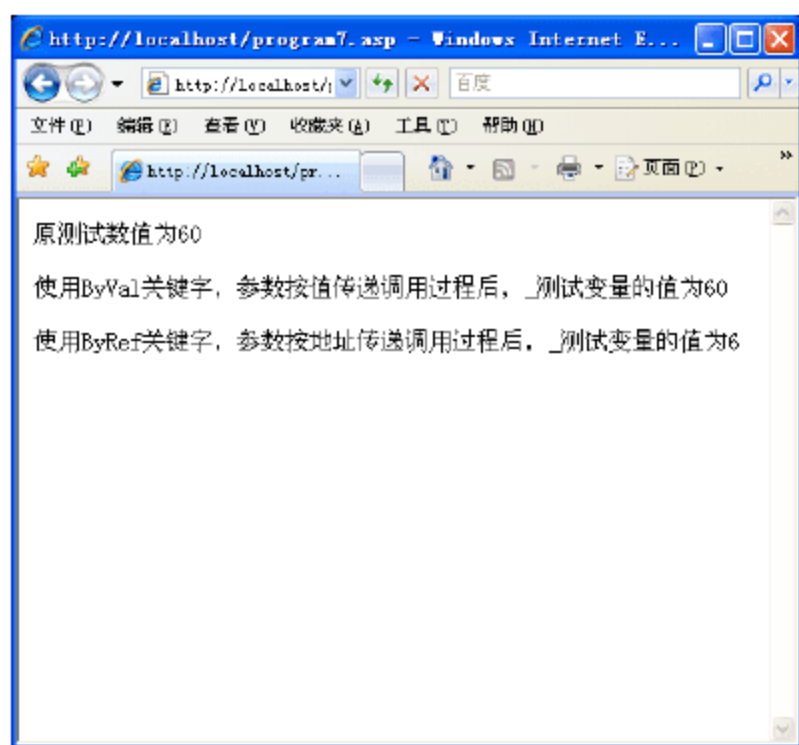 http://localhost/program7.asp - Windows Internet E...
http://localhost/ 百度
文件(F) 编辑(E) 查看(V) 收藏夹(A) 工具(T) 帮助(H)
http://localhost/pr... 页面(P) »
原测试数值为60
使用ByVal关键字，参数按值传递调用过程后，_测试变量的值为60
使用ByRef关键字，参数按地址传递调用过程后，_测试变量的值为6